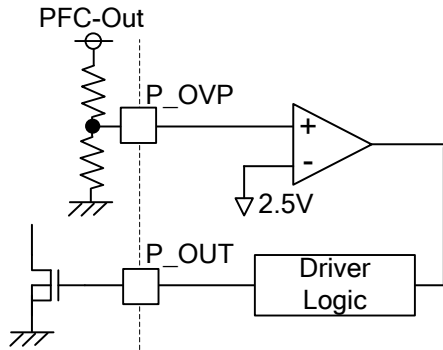 PFC-Out
P_OVP
+
-
2.5V
P_OUT
Driver
Logic